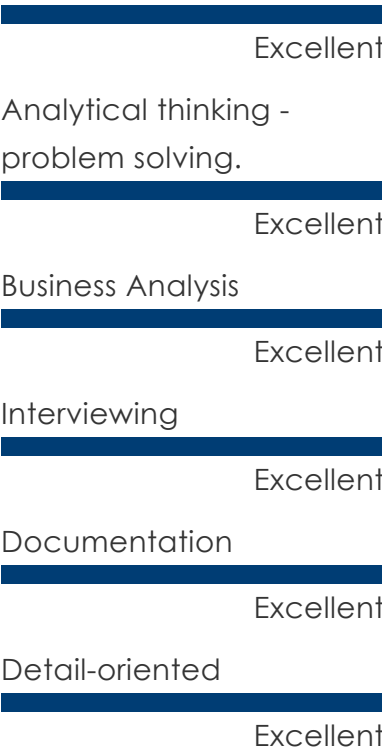 Excellent
Analytical thinking -
problem solving.
Excellent
Business Analysis
Excellent
Interviewing
Excellent
Documentation
Excellent
Detail-oriented
Excellent